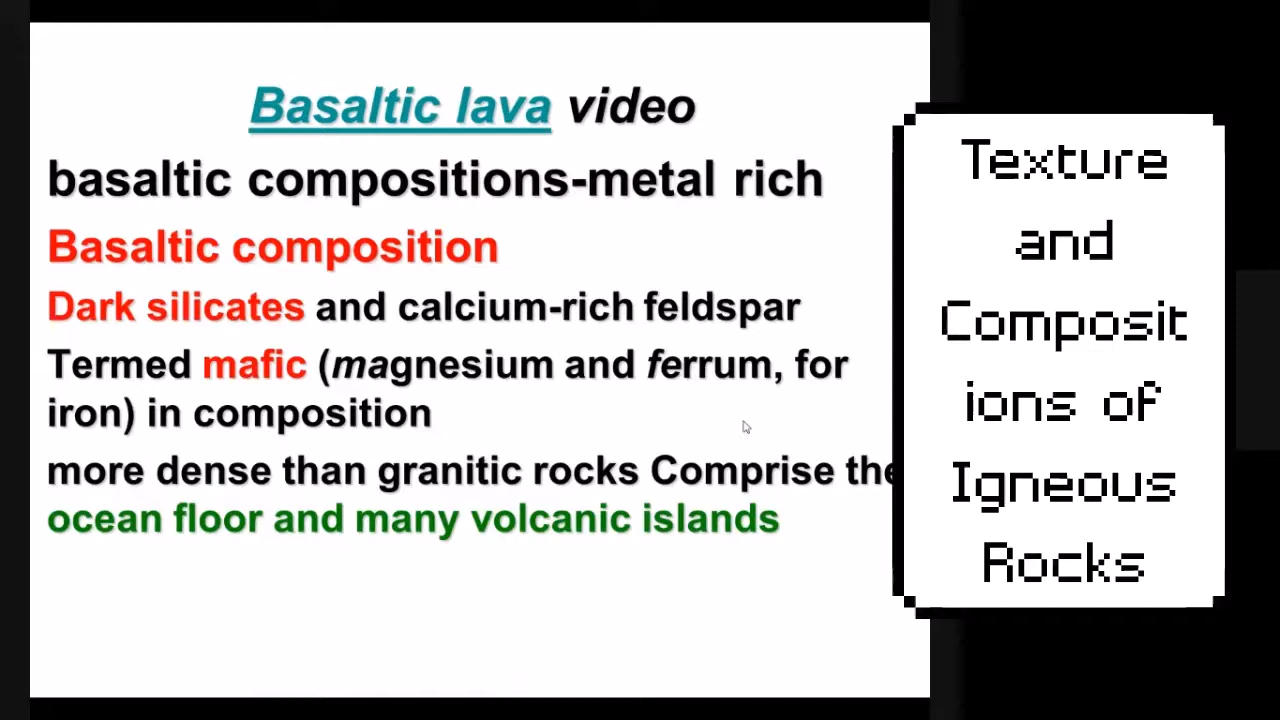 Basaltic lava video
basaltic compositions-metal rich
Basaltic composition
Dark silicates and calcium-rich feldspar
Termed mafic (magnesium and ferrum, for
iron) in composition
more dense than granitic rocks Comprise the
ocean floor and many volcanic islands
Texture
and
Composit
ions of
Igneous
Rocks